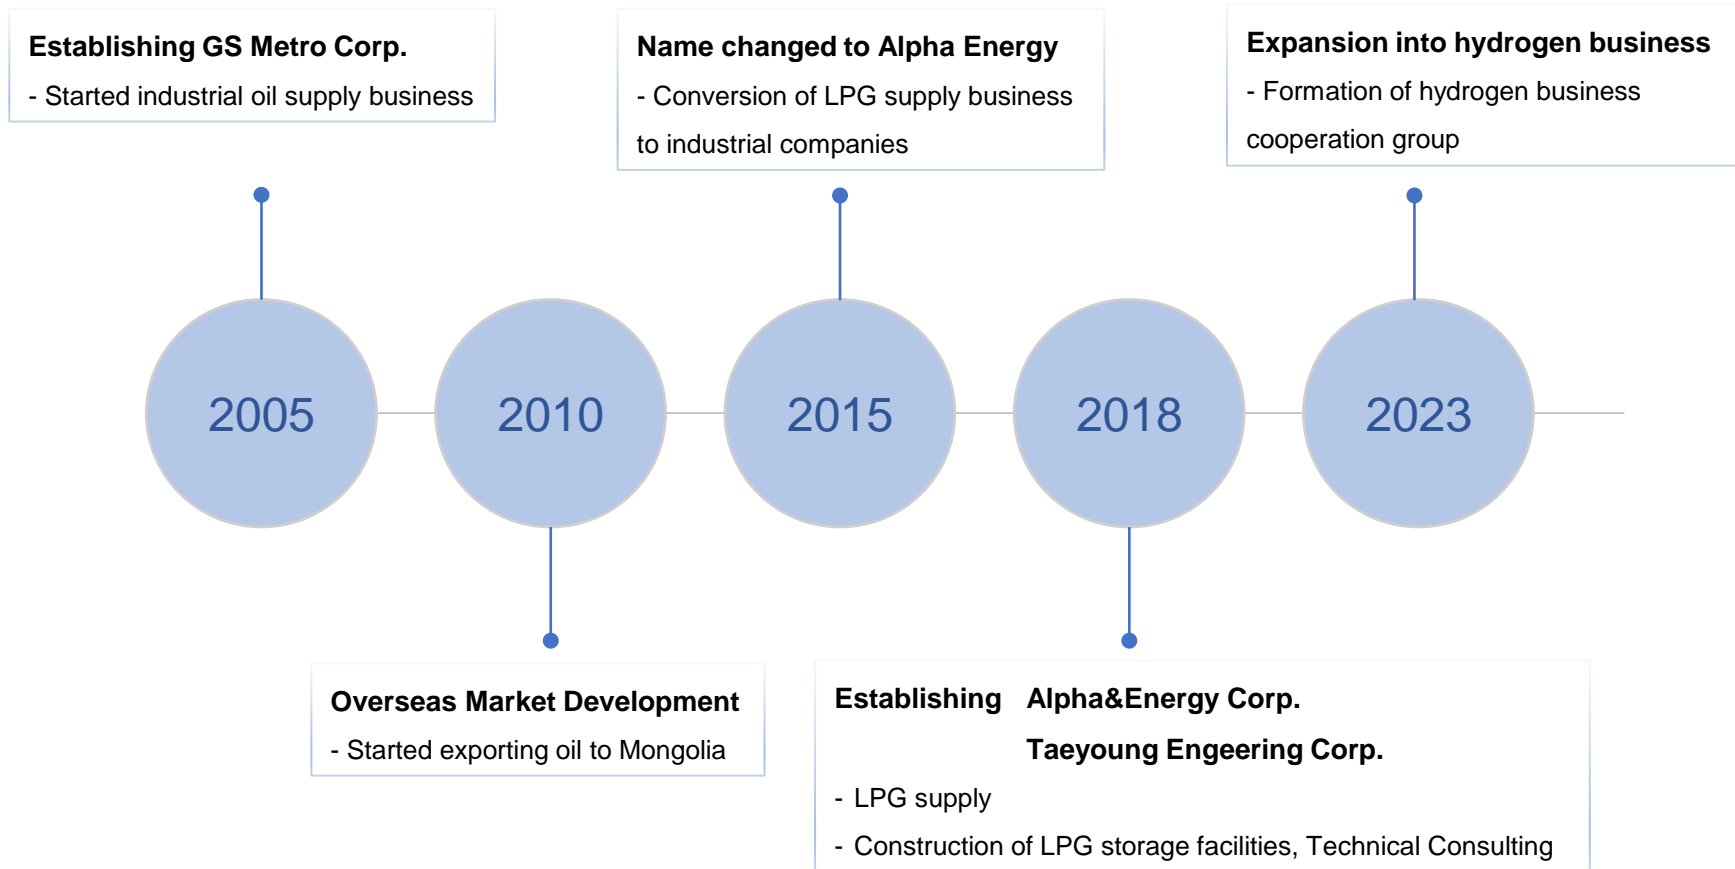 Establishing GS Metro Corp.
- Started industrial oil supply business
Name changed to Alpha Energy
- Conversion of LPG supply business
to industrial companies
Expansion into hydrogen business
- Formation of hydrogen business
cooperation group
2005
2010
2015
2018
2023
Overseas Market Development
- Started exporting oil to Mongolia
Establishing Alpha&Energy Corp.
Taeyoung Engeering Corp.
- LPG supply
- Construction of LPG storage facilities, Technical Consulting